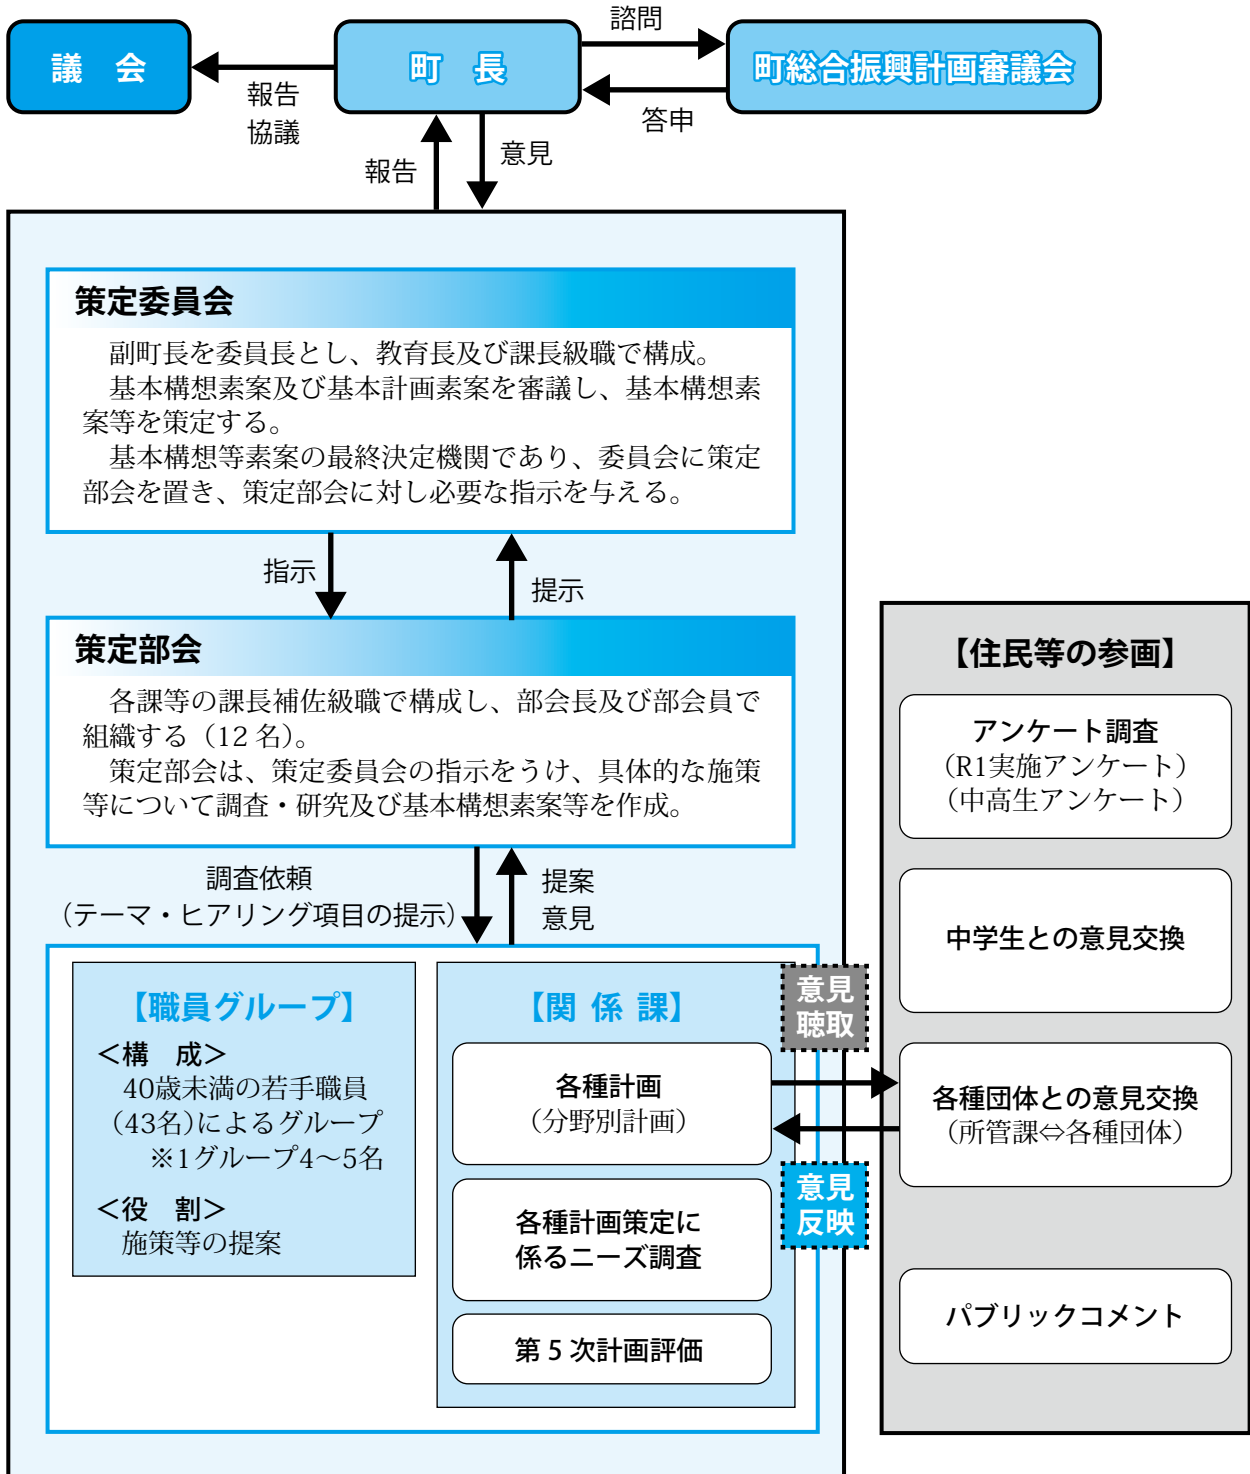 諮問
議　会
町　長
町総合振興計画審議会
報告
協議
答申
報告
意見
策定委員会
副町長を委員長とし、教育長及び課長級職で構成。
基本構想素案及び基本計画素案を審議し、基本構想素
案等を策定する。
基本構想等素案の最終決定機関であり、委員会に策定
部会を置き、策定部会に対し必要な指示を与える。
指示
提示
策定部会
各課等の課長補佐級職で構成し、部会長及び部会員で
組織する（12 名）。
策定部会は、策定委員会の指示をうけ、具体的な施策
等について調査・研究及び基本構想素案等を作成。
調査依頼
（テーマ・ヒアリング項目の提示）
提案
意見
【職員グループ】
＜構　成＞
40歳未満の若手職員
（43名）によるグループ
※1グループ4～5名
＜役　割＞
施策等の提案
【関 係 課】
各種計画
（分野別計画）
各種計画策定に
係るニーズ調査
第 5 次計画評価
意見
聴取
意見
反映
【住民等の参画】
アンケート調査
（R1実施アンケート）
（中高生アンケート）
中学生との意見交換
各種団体との意見交換
（所管課⇔各種団体）
パブリックコメント